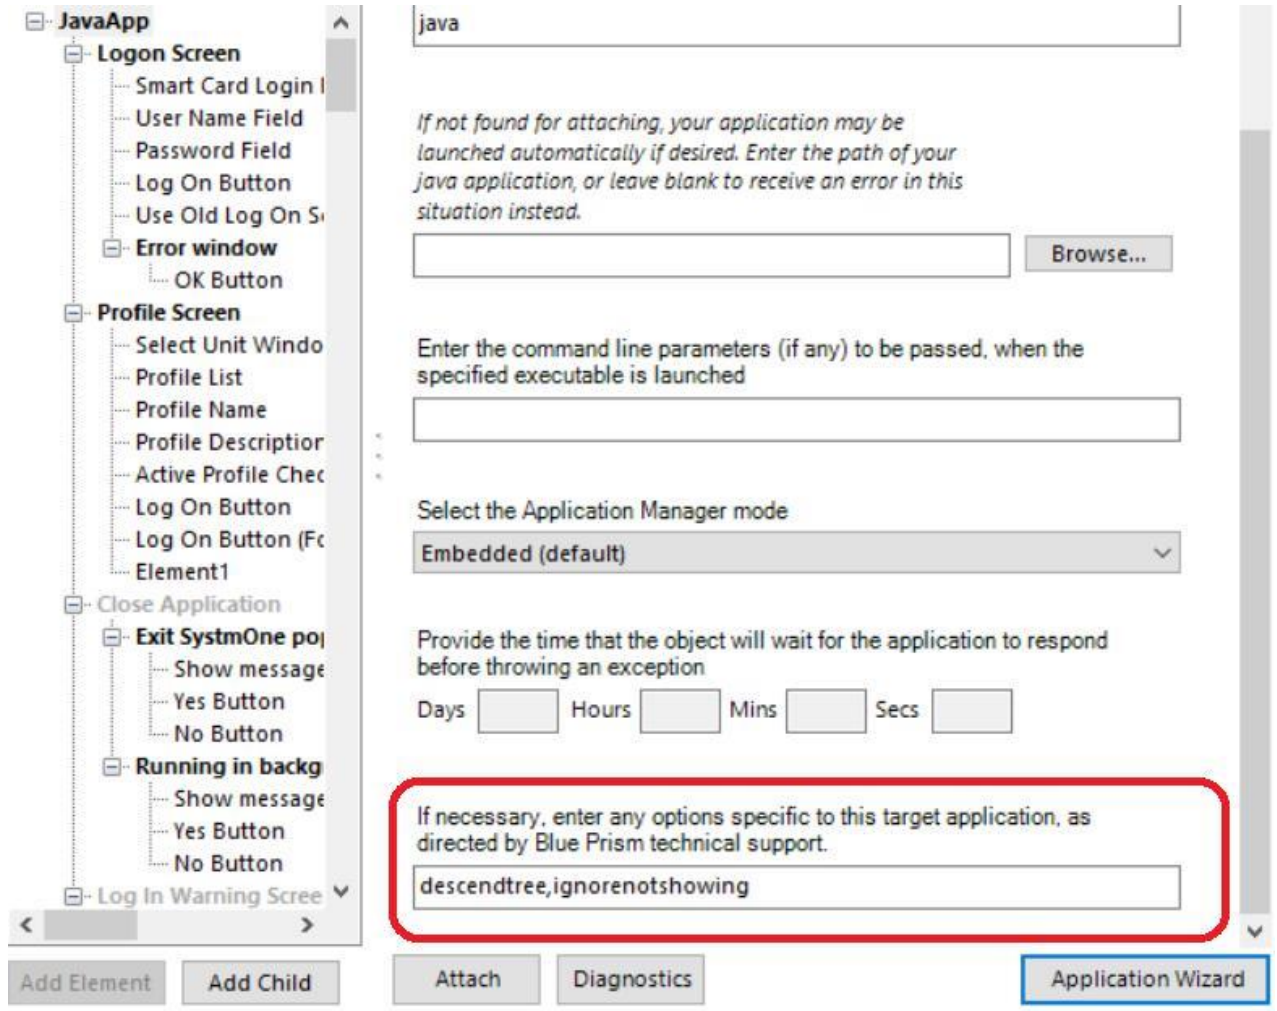 JavaApp
Logon Screen
Smart Card Login
User Name Field
Password Field
Log On Button
Use Old Log On
Error window
OK Button
Profile Screen
Select Unit Windo
Profile List
Profile Name
Profile Description
Active Profile Chec
Log On Button
Log On Button (Fo
Element1
Close Application
Exit SystmOne po
Show message
Yes Button
No Button
Running in backg
Show message
Yes Button
No Button
Log In Warning Scree
Add Element
Add Child
java
If not found for attaching, your application may be
launched automatically if desired. Enter the path of your
java application, or leave blank to receive an error in this
situation instead.
Browse...
Enter the command line parameters (if any) to be passed, when the
specified executable is launched
Select the Application Manager mode
Embedded (default)
Provide the time that the object will wait for the application to respond
before throwing an exception
Days Hours Mins Secs
If necessary, enter any options specific to this target application, as
directed by Blue Prism technical support.
descendtree,ignorenotshowing
Attach
Diagnostics
Application Wizard